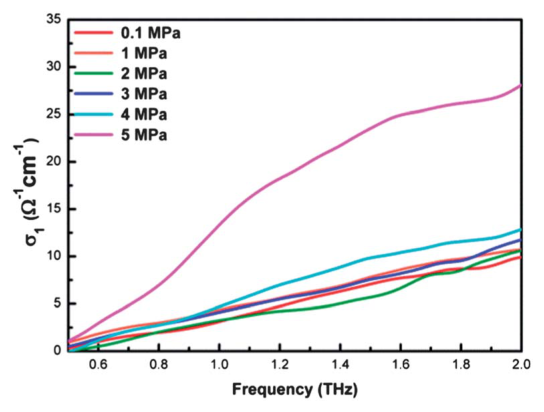 35
30
25
20
15
10
5
0
σ₁ (Ω⁻¹cm⁻¹)
0.1 MPa
1 MPa
2 MPa
3 MPa
4 MPa
5 MPa
0.6 0.8 1.0 1.2 1.4 1.6 1.8 2.0
Frequency (THz)